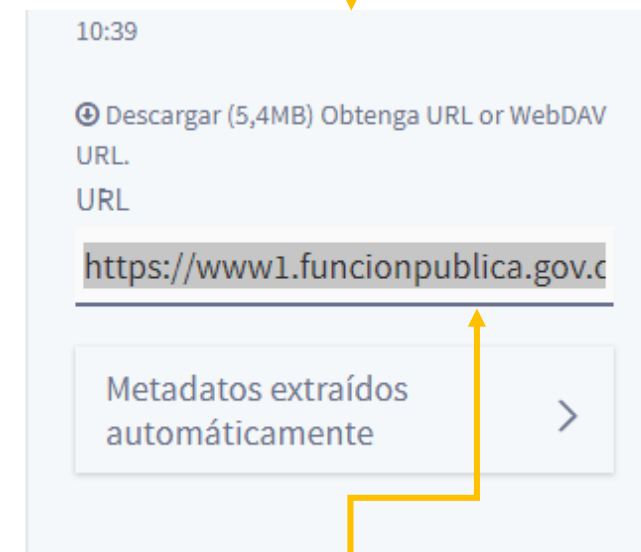 10:39
Descargar (5,4MB) Obtenga URL or WebDAV
URL.
URL
https://www1.funcionpublica.gov.c
Metadatos extraídos
automáticamente